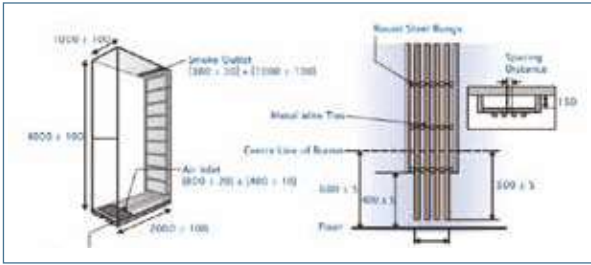 1000 ± 100
Smoke Outlet
(300 ± 30) × (1000 ± 100)
4000 ± 100
Air Inlet
(800 ± 20) × (400 ± 10)
2000 ± 100
Round Steel Rungs
Spacing
Distance
150
Metal Wire Ties
Centre Line of Burner
600 ± 5
400 ± 5
500 ± 5
Floor